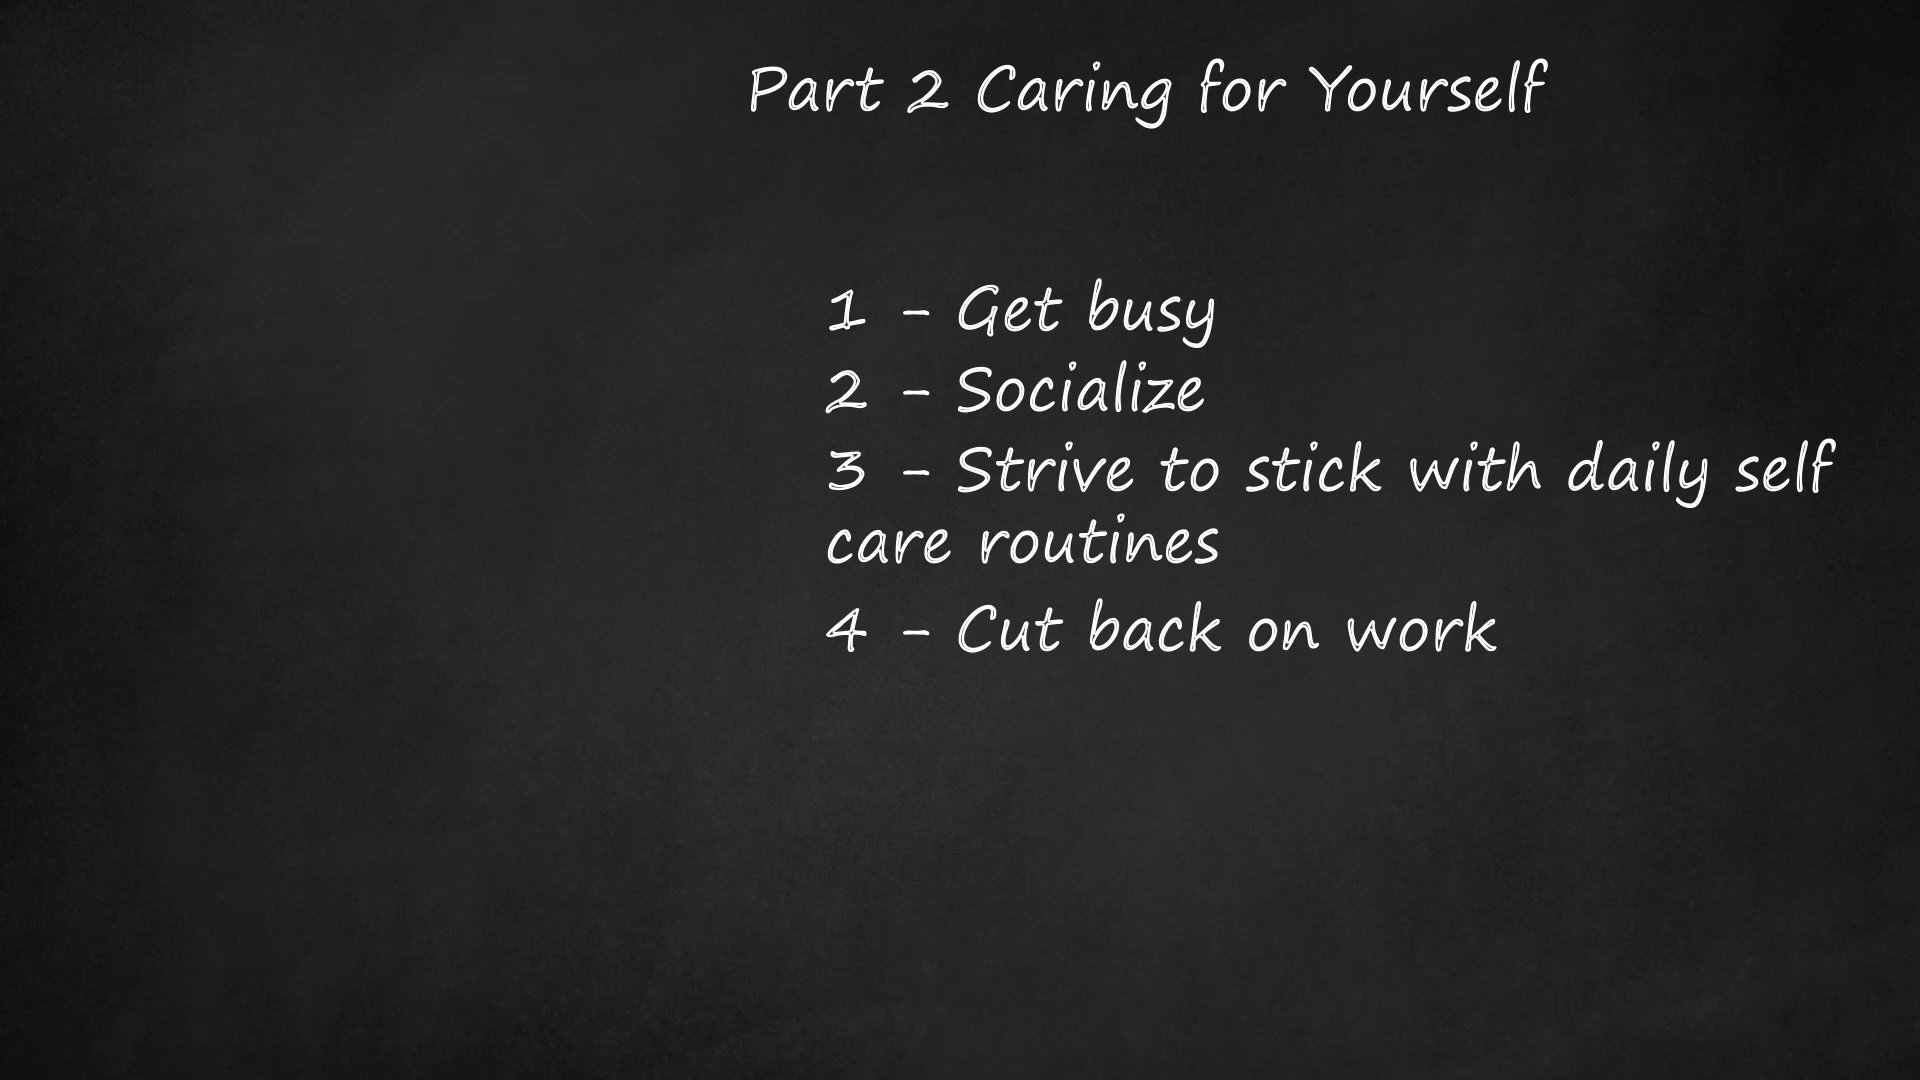 Part 2 Caring for Yourself
1 - Get busy
2 - Socialize
3 - Strive to stick with daily self
care routines
4 - Cut back on work